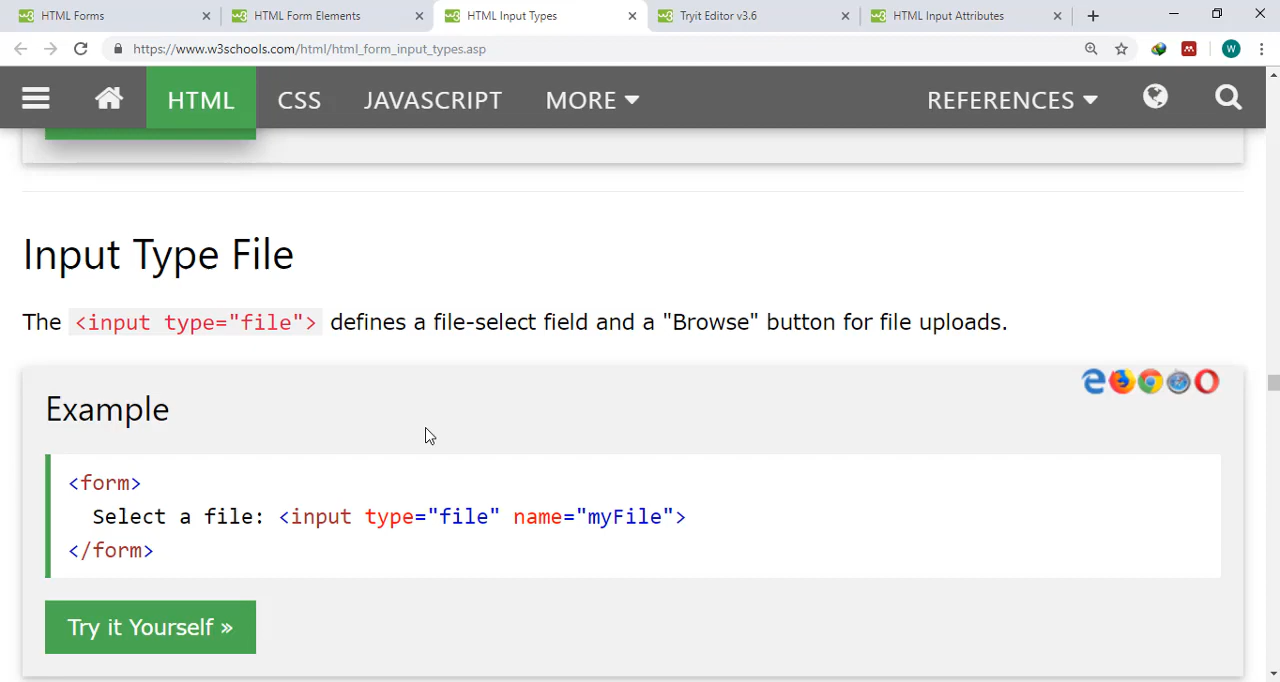 HTML Forms
HTML Form Elements
HTML Input Types
Tryit Editor v3.6
HTML Input Attributes
https://www.w3schools.com/html/html_form_input_types.asp
W
HTML
CSS
JAVASCRIPT
MORE
REFERENCES
Input Type File
The <input type="file"> defines a file-select field and a "Browse" button for file uploads.
Example
<form>
Select a file: <input type="file" name="myFile">
</form>
Try it Yourself »